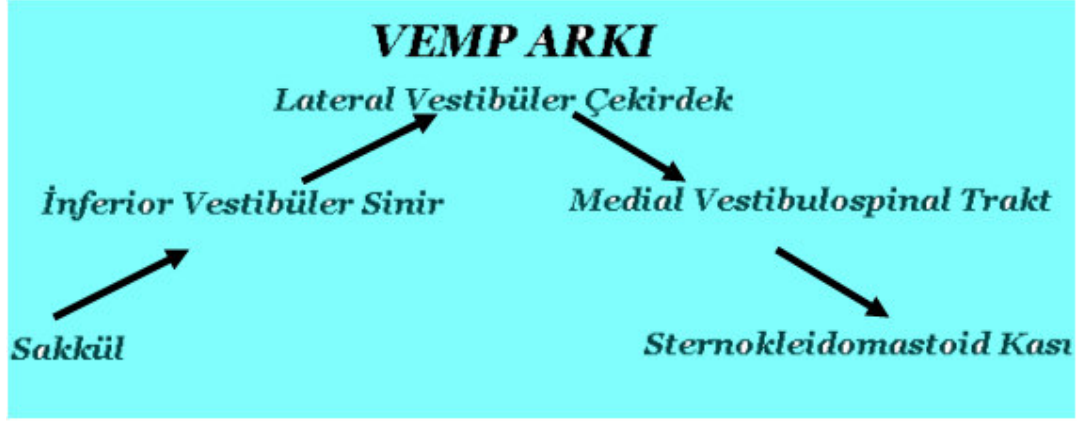 VEMP ARKI
Lateral Vestibüler Çekirdek
İnferior Vestibüler Sinir
Medial Vestibulospinal Trakt
Sakkül
Sternokleidomastoid Kası